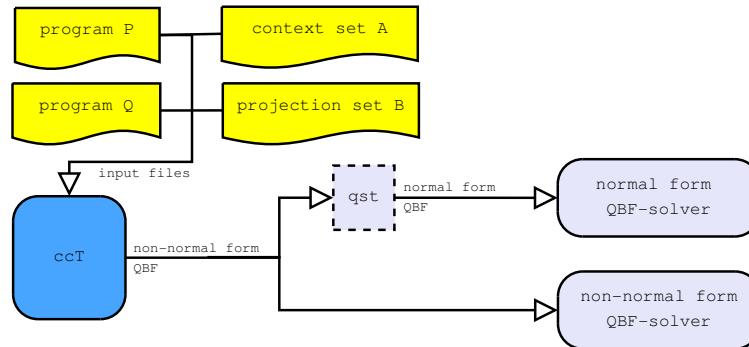 program P
context set A
program Q
projection set B
input files
ccT
non-normal form
QBF
qst
normal form
QBF
normal form
QBF-solver
non-normal form
QBF-solver